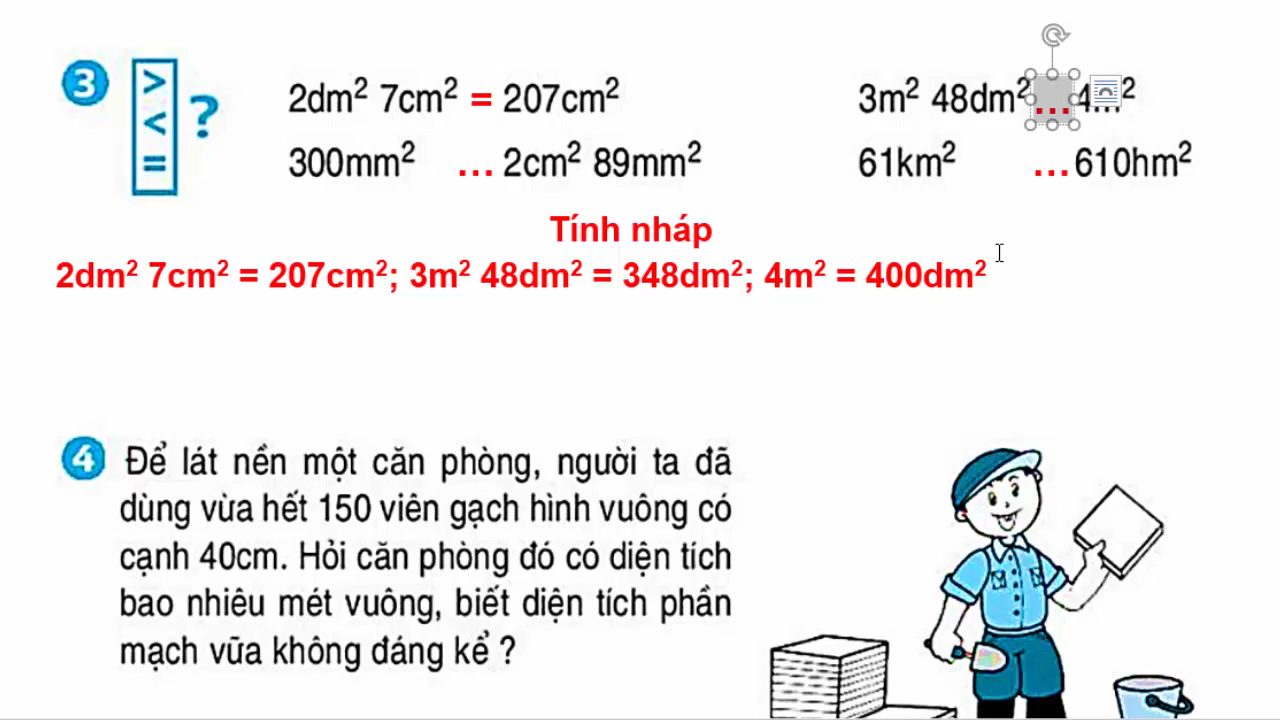 3 > < = ? 2dm² 7cm² = 207cm² 3m² 48dm² ... 4m²
300mm² ... 2cm² 89mm² 61km² ... 610hm²
Tính nháp
2dm² 7cm² = 207cm²; 3m² 48dm² = 348dm²; 4m² = 400dm²
4 Để lát nền một căn phòng, người ta đã
dùng vừa hết 150 viên gạch hình vuông có
cạnh 40cm. Hỏi căn phòng đó có diện tích
bao nhiêu mét vuông, biết diện tích phần
mạch vữa không đáng kể ?